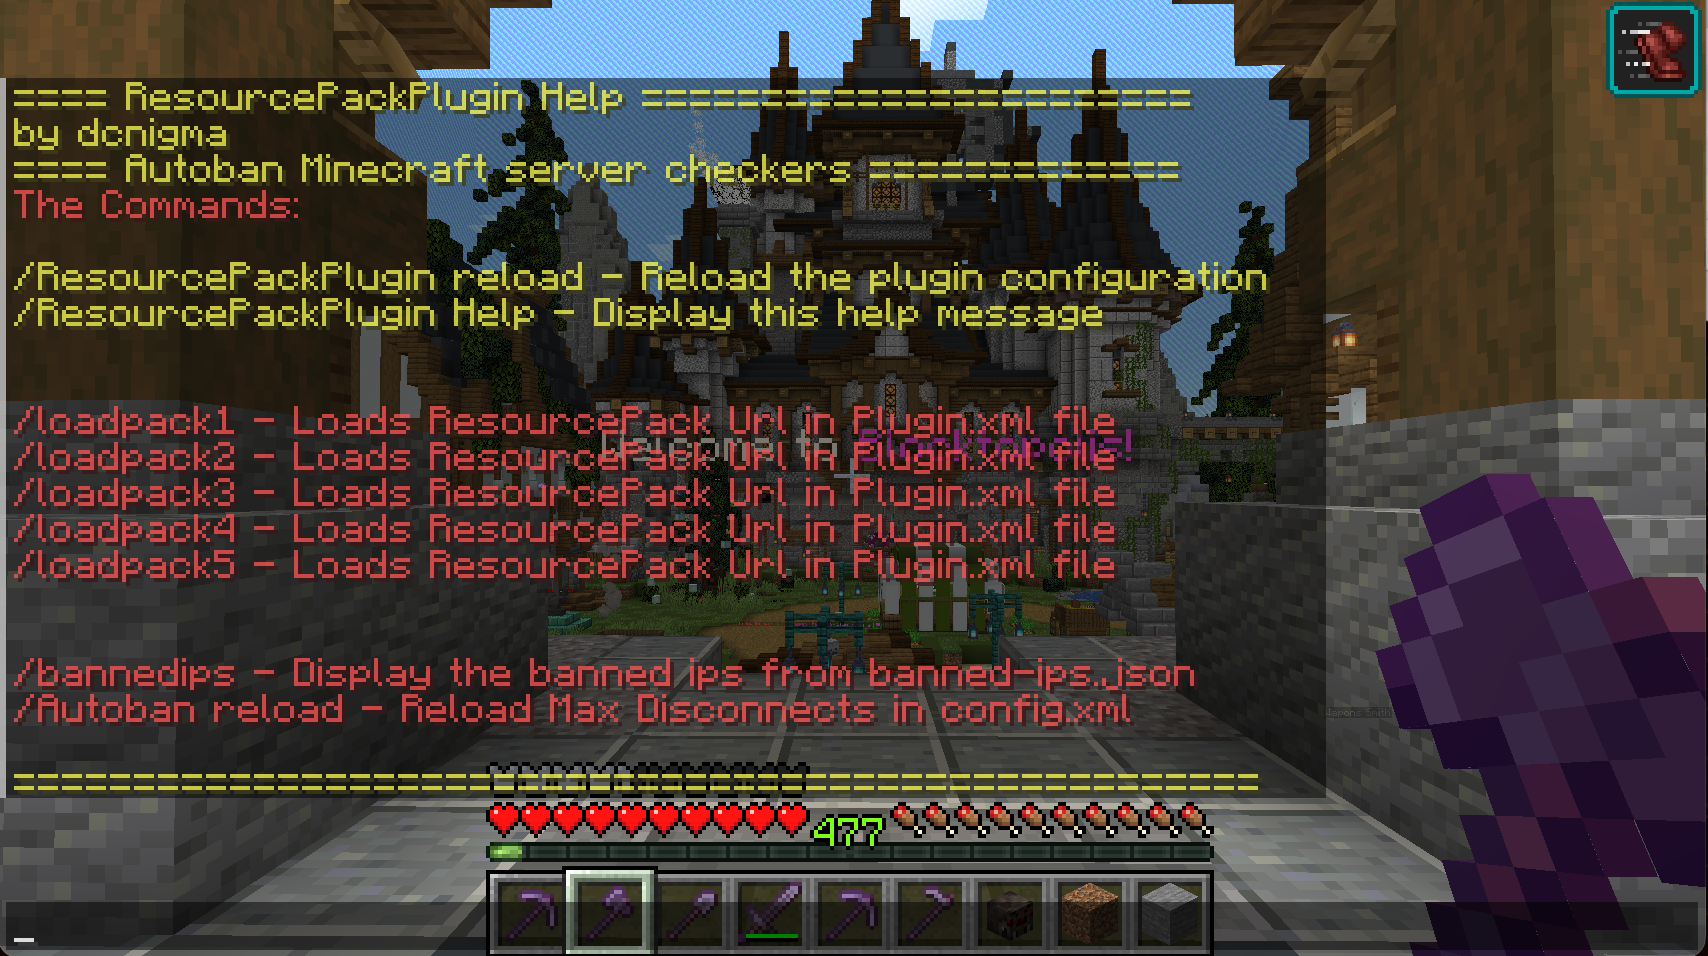 ==== ResourcePackPlugin Help =======================
by dcnigma
==== Autoban Minecraft server checkers =============
The Commands:
/ResourcePackPlugin reload - Reload the plugin configuration
/ResourcePackPlugin Help - Display this help message
/loadpack1 - Loads ResourcePack Url in Plugin.xml file
Welcome to Blocktopolis!
/loadpack2 - Loads ResourcePack Url in Plugin.xml file
/loadpack3 - Loads ResourcePack Url in Plugin.xml file
/loadpack4 - Loads ResourcePack Url in Plugin.xml file
/loadpack5 - Loads ResourcePack Url in Plugin.xml file
/bannedips - Display the banned ips from banned-ips.json
/Autoban reload - Reload Max Disconnects in config.xml
====================================================
477